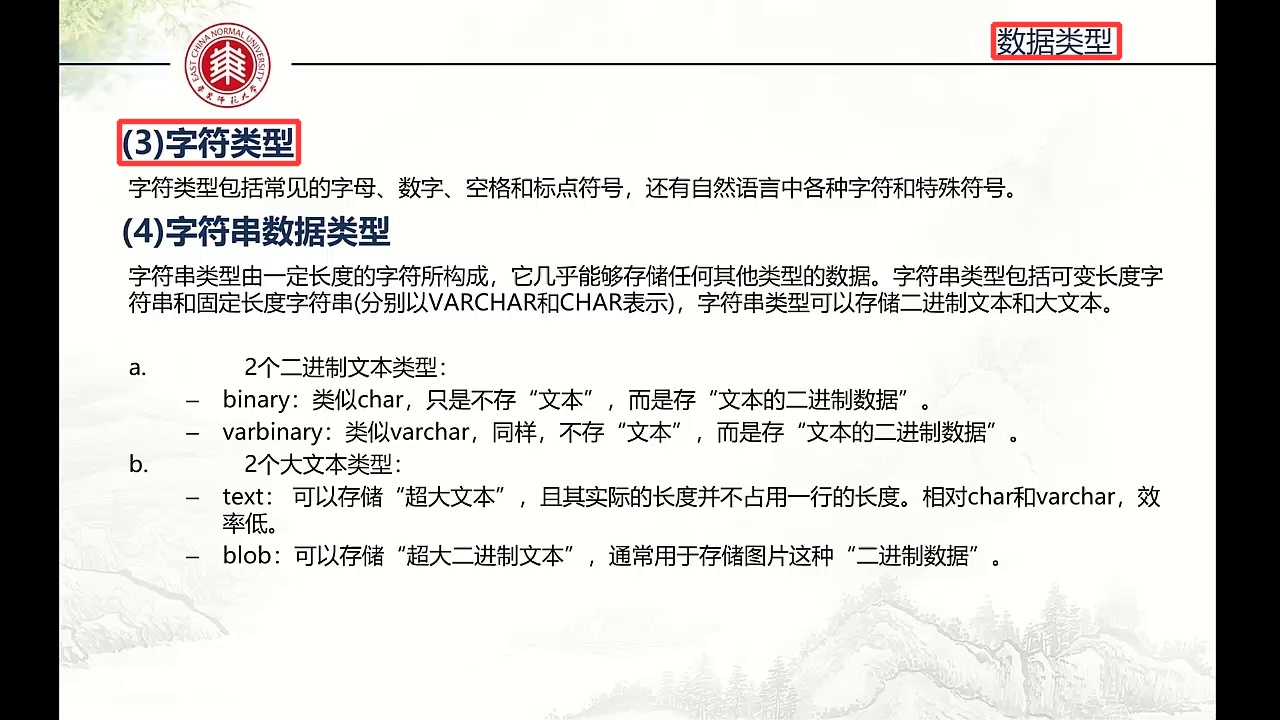 EAST CHINA NORMAL UNIVERSITY
华东师范大学
数据类型
(3)字符类型
字符类型包括常见的字母、数字、空格和标点符号，还有自然语言中各种字符和特殊符号。
(4)字符串数据类型
字符串类型由一定长度的字符所构成，它几乎能够存储任何其他类型的数据。字符串类型包括可变长度字
符串和固定长度字符串(分别以VARCHAR和CHAR表示)，字符串类型可以存储二进制文本和大文本。
a. 2个二进制文本类型：
– binary：类似char，只是不存“文本”，而是存“文本的二进制数据”。
– varbinary：类似varchar，同样，不存“文本”，而是存“文本的二进制数据”。
b. 2个大文本类型：
– text： 可以存储“超大文本”，且其实际的长度并不占用一行的长度。相对char和varchar，效
率低。
– blob：可以存储“超大二进制文本”，通常用于存储图片这种“二进制数据”。